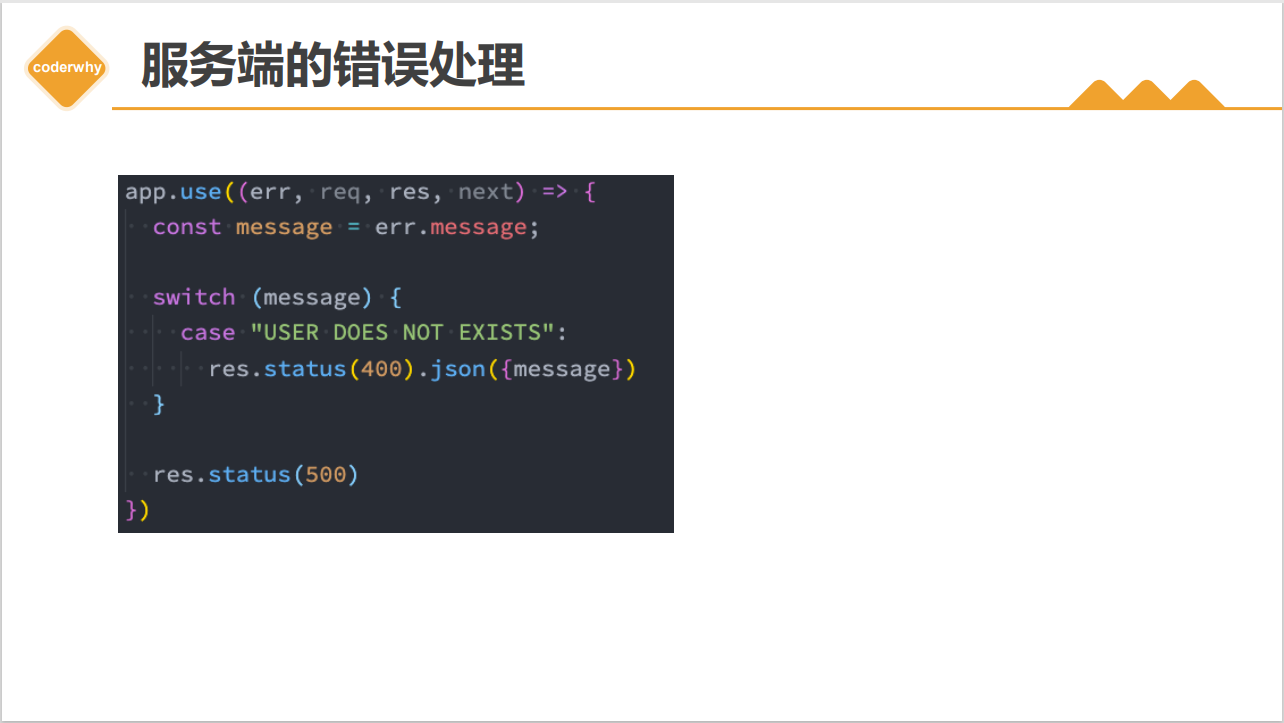 coderwhy
服务端的错误处理
app.use((err, req, res, next) => {
  const message = err.message;
  switch (message) {
    case "USER DOES NOT EXISTS":
      res.status(400).json({message})
  }
  res.status(500)
})